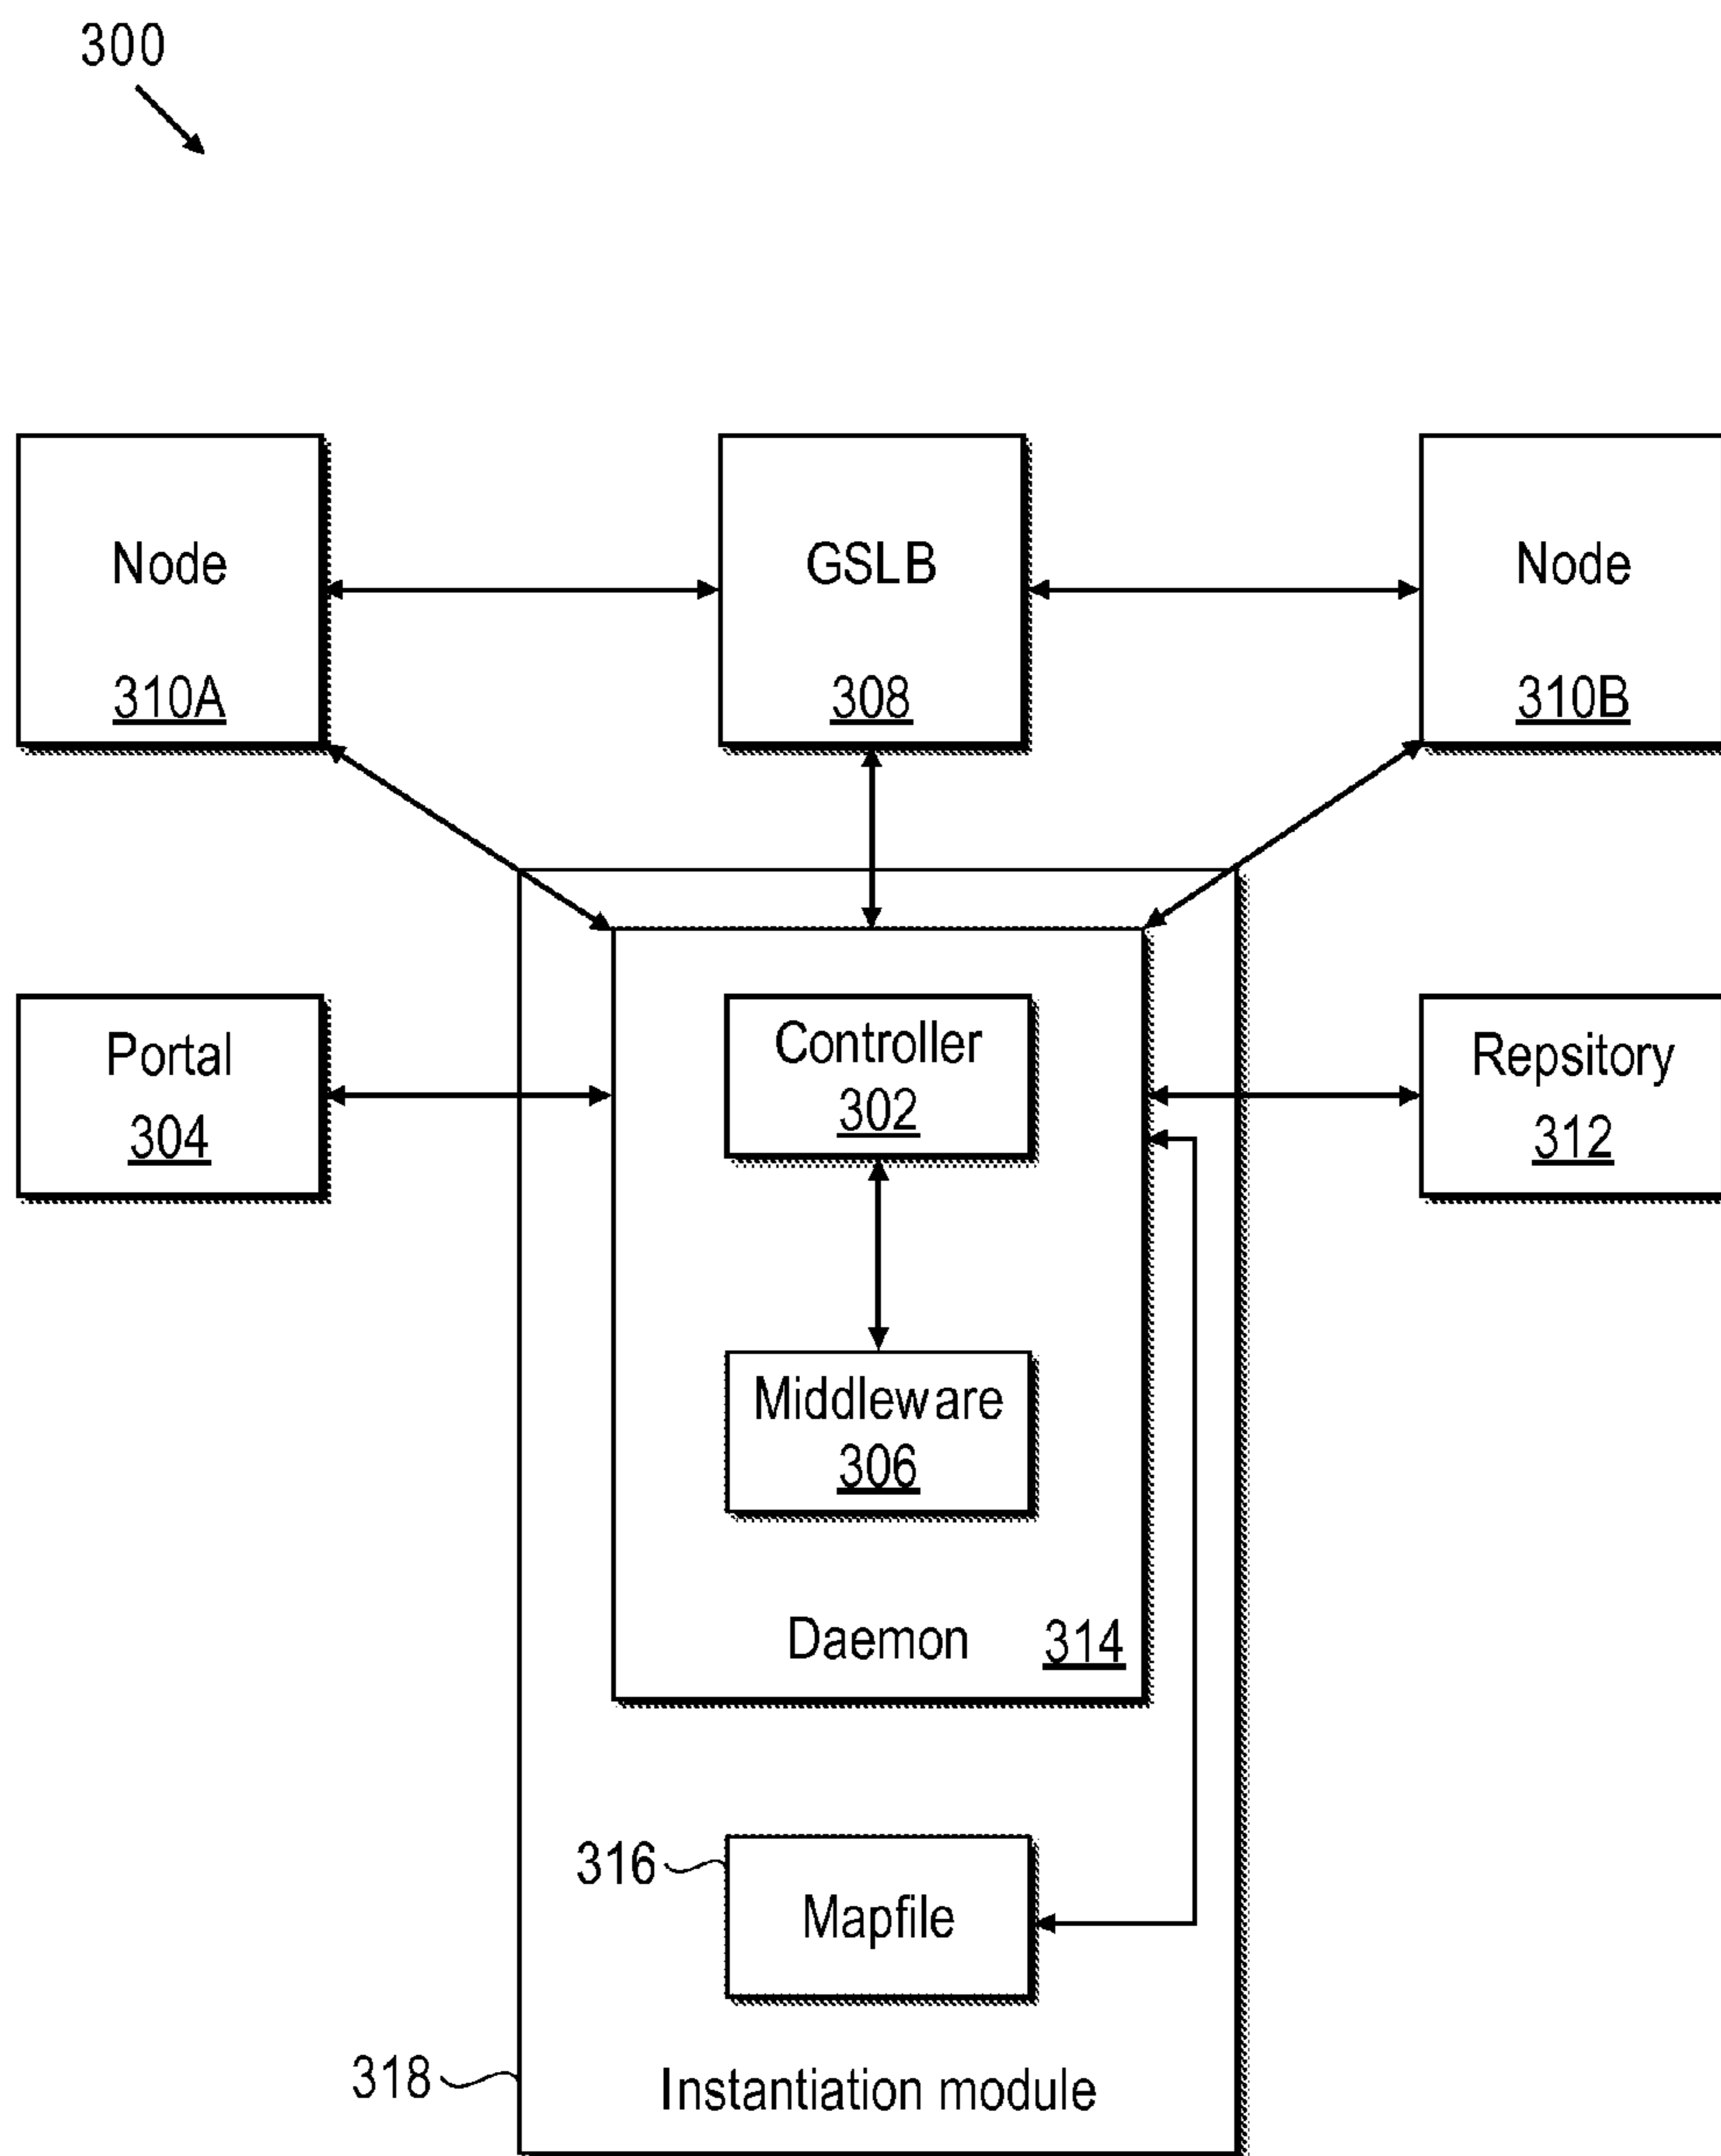 300
Node
310A
GSLB
308
Node
310B
Portal
304
Controller
302
Repsitory
312
Middleware
306
Daemon 314
316
Mapfile
318
Instantiation module